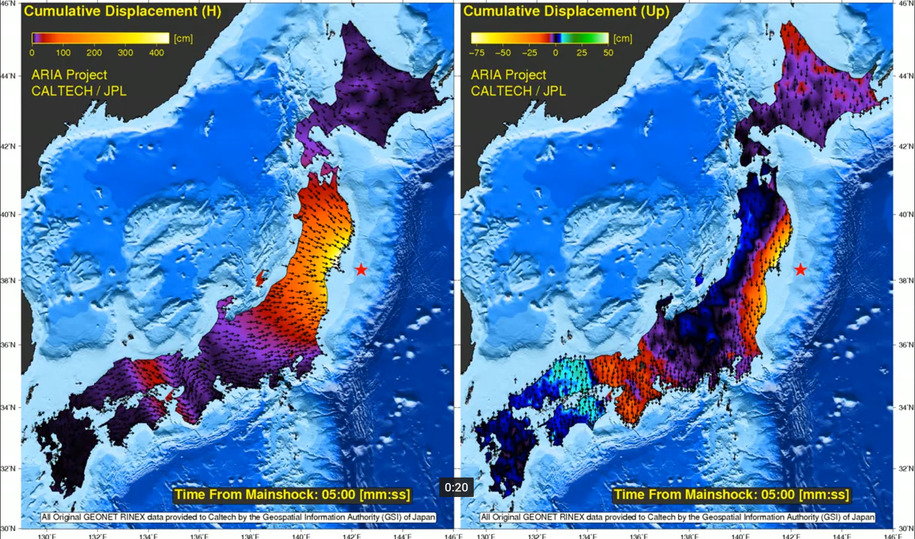 Cumulative Displacement (H)
[cm]
0 100 200 300 400
ARIA Project
CALTECH / JPL
Time From Mainshock: 05:00 [mm:ss]
All Original GEONET RINEX data provided to Caltech by the Geospatial Information Authority (GSI) of Japan
46°N
44°N
42°N
40°N
38°N
36°N
34°N
32°N
30°N
130°E 132°E 134°E 136°E 138°E 140°E 142°E 144°E 146°E
Cumulative Displacement (Up)
[cm]
-75 -50 -25 0 25 50
ARIA Project
CALTECH / JPL
0:20
Time From Mainshock: 05:00 [mm:ss]
All Original GEONET RINEX data provided to Caltech by the Geospatial Information Authority (GSI) of Japan
46°N
44°N
42°N
40°N
38°N
36°N
34°N
32°N
30°N
132°E 134°E 136°E 138°E 140°E 142°E 144°E 146°E